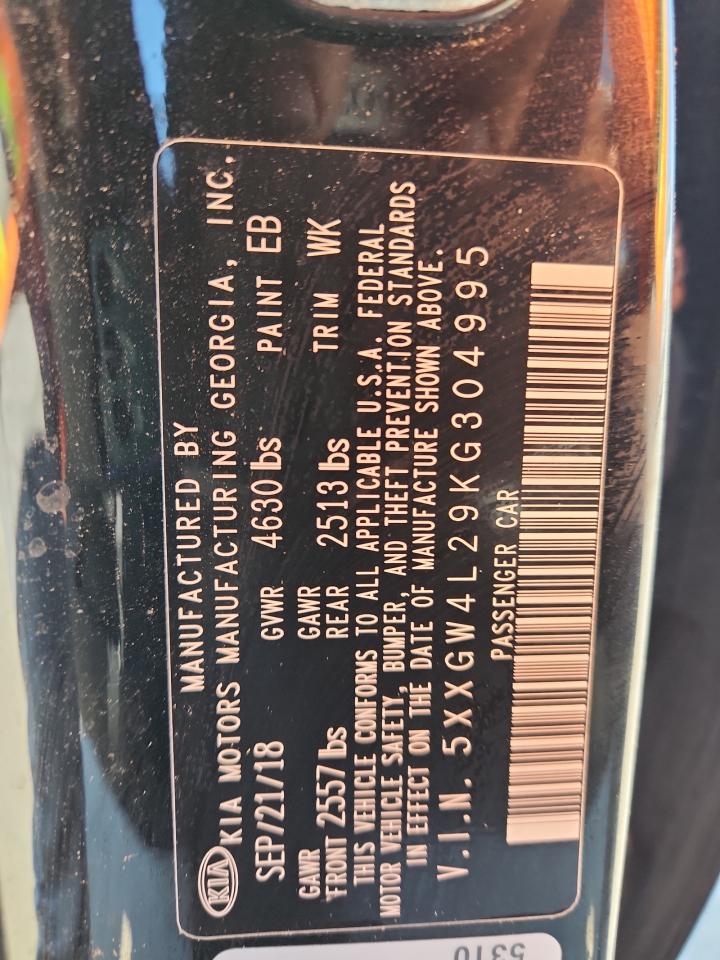 MANUFACTURED BY
KIA KIA MOTORS MANUFACTURING GEORGIA, INC.
SEP/21/18 GVWR 4630 lbs PAINT EB
GAWR FRONT 2557 lbs GAWR REAR 2513 lbs TRIM WK
THIS VEHICLE CONFORMS TO ALL APPLICABLE U.S.A. FEDERAL
MOTOR VEHICLE SAFETY, BUMPER, AND THEFT PREVENTION STANDARDS
IN EFFECT ON THE DATE OF MANUFACTURE SHOWN ABOVE.
V.I.N. 5XXGW4L29KG304995
PASSENGER CAR
5310